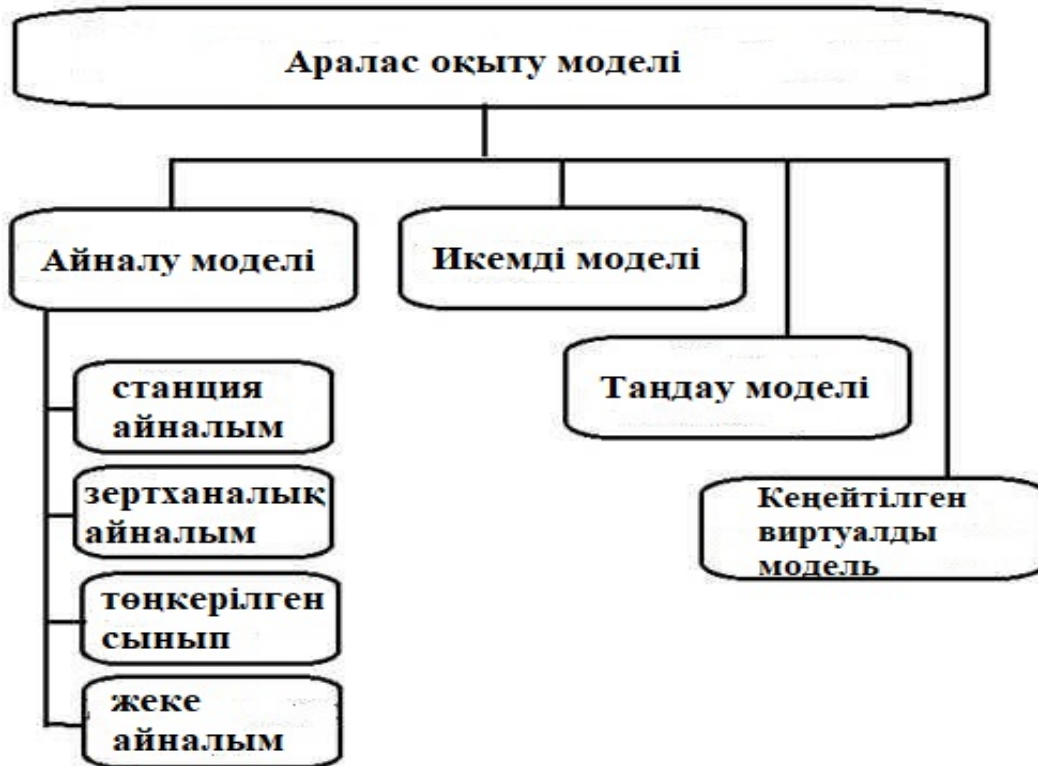 Аралас оқыту моделі
Айналу моделі
Икемді моделі
Таңдау моделі
Кеңейтілген
виртуалды
модель
станция
айналым
зертханалық
айналым
төңкерілген
сынып
жеке
айналым